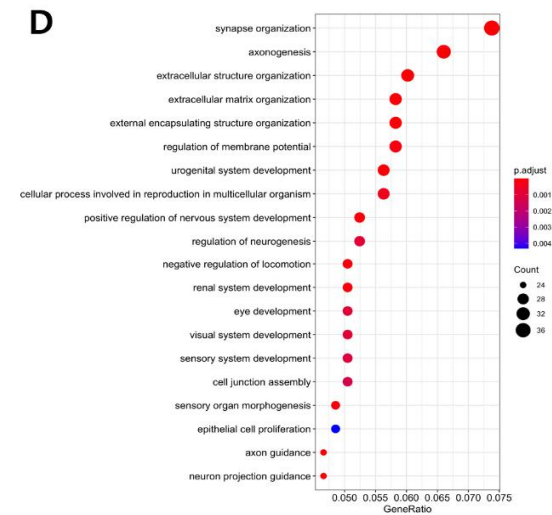 D
synapse organization
axonogenesis
extracellular structure organization
extracellular matrix organization
external encapsulating structure organization
regulation of membrane potential
urogenital system development
cellular process involved in reproduction in multicellular organism
positive regulation of nervous system development
regulation of neurogenesis
negative regulation of locomotion
renal system development
eye development
visual system development
sensory system development
cell junction assembly
sensory organ morphogenesis
epithelial cell proliferation
axon guidance
neuron projection guidance
0.050 0.055 0.060 0.065 0.070 0.075
GeneRatio
p.adjust
0.001
0.002
0.003
0.004
Count
24
28
32
36